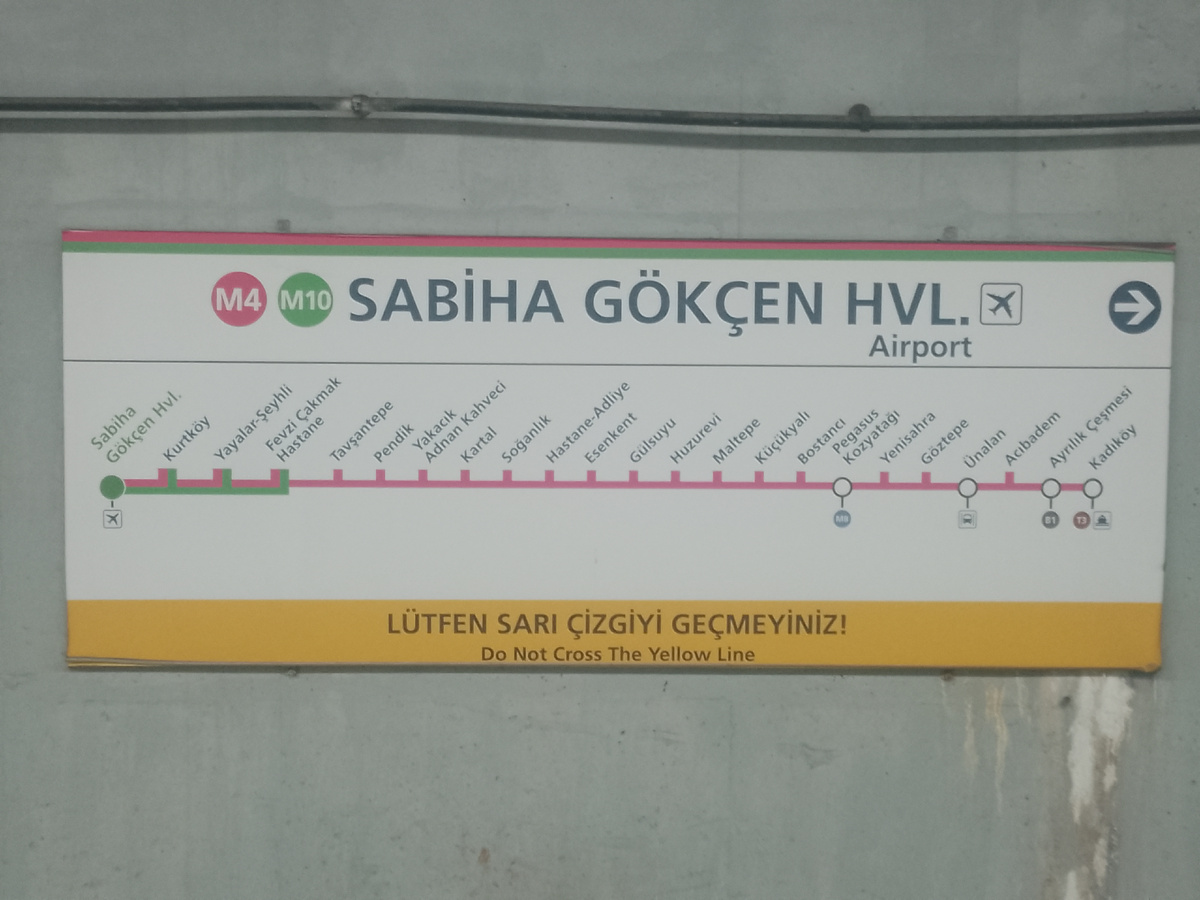 M4 M10 SABİHA GÖKÇEN HVL.
Airport
Sabiha
Gökçen Hvl.
Kurtköy
Yayalar-Şeyhli
Fevzi Çakmak
Hastane
Tavşantepe
Pendik
Yakacık
Adnan Kahveci
Kartal
Soğanlık
Hastane-Adliye
Esenkent
Gülsuyu
Huzurevi
Maltepe
Küçükyalı
Bostancı
Pegasus
Kozyatağı
Yenisahra
Göztepe
Ünalan
Acıbadem
Ayrılık Çeşmesi
Kadıköy
M8
B1
T3
LÜTFEN SARI ÇİZGİYİ GEÇMEYİNİZ!
Do Not Cross The Yellow Line